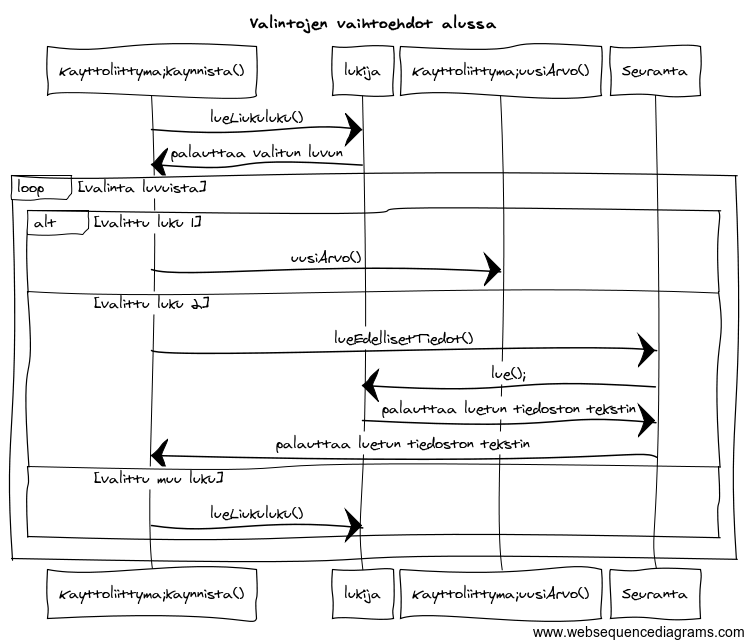 Valintojen vaihtoehdot alussa
Kayttoliittyma;kaynnista()
lukija
Kayttoliittyma;uusiArvo()
Seuranta
lueLiukuluku()
palauttaa valitun luvun
loop
[valinta luvuista]
alt
[valittu luku 1]
uusiArvo()
[valittu luku 2]
lueEdellisetTiedot()
lue();
palauttaa luetun tiedoston tekstin
palauttaa luetun tiedoston tekstin
[valittu muu luku]
lueLiukuluku()
Kayttoliittyma;kaynnista()
lukija
Kayttoliittyma;uusiArvo()
Seuranta
www.websequencediagrams.com